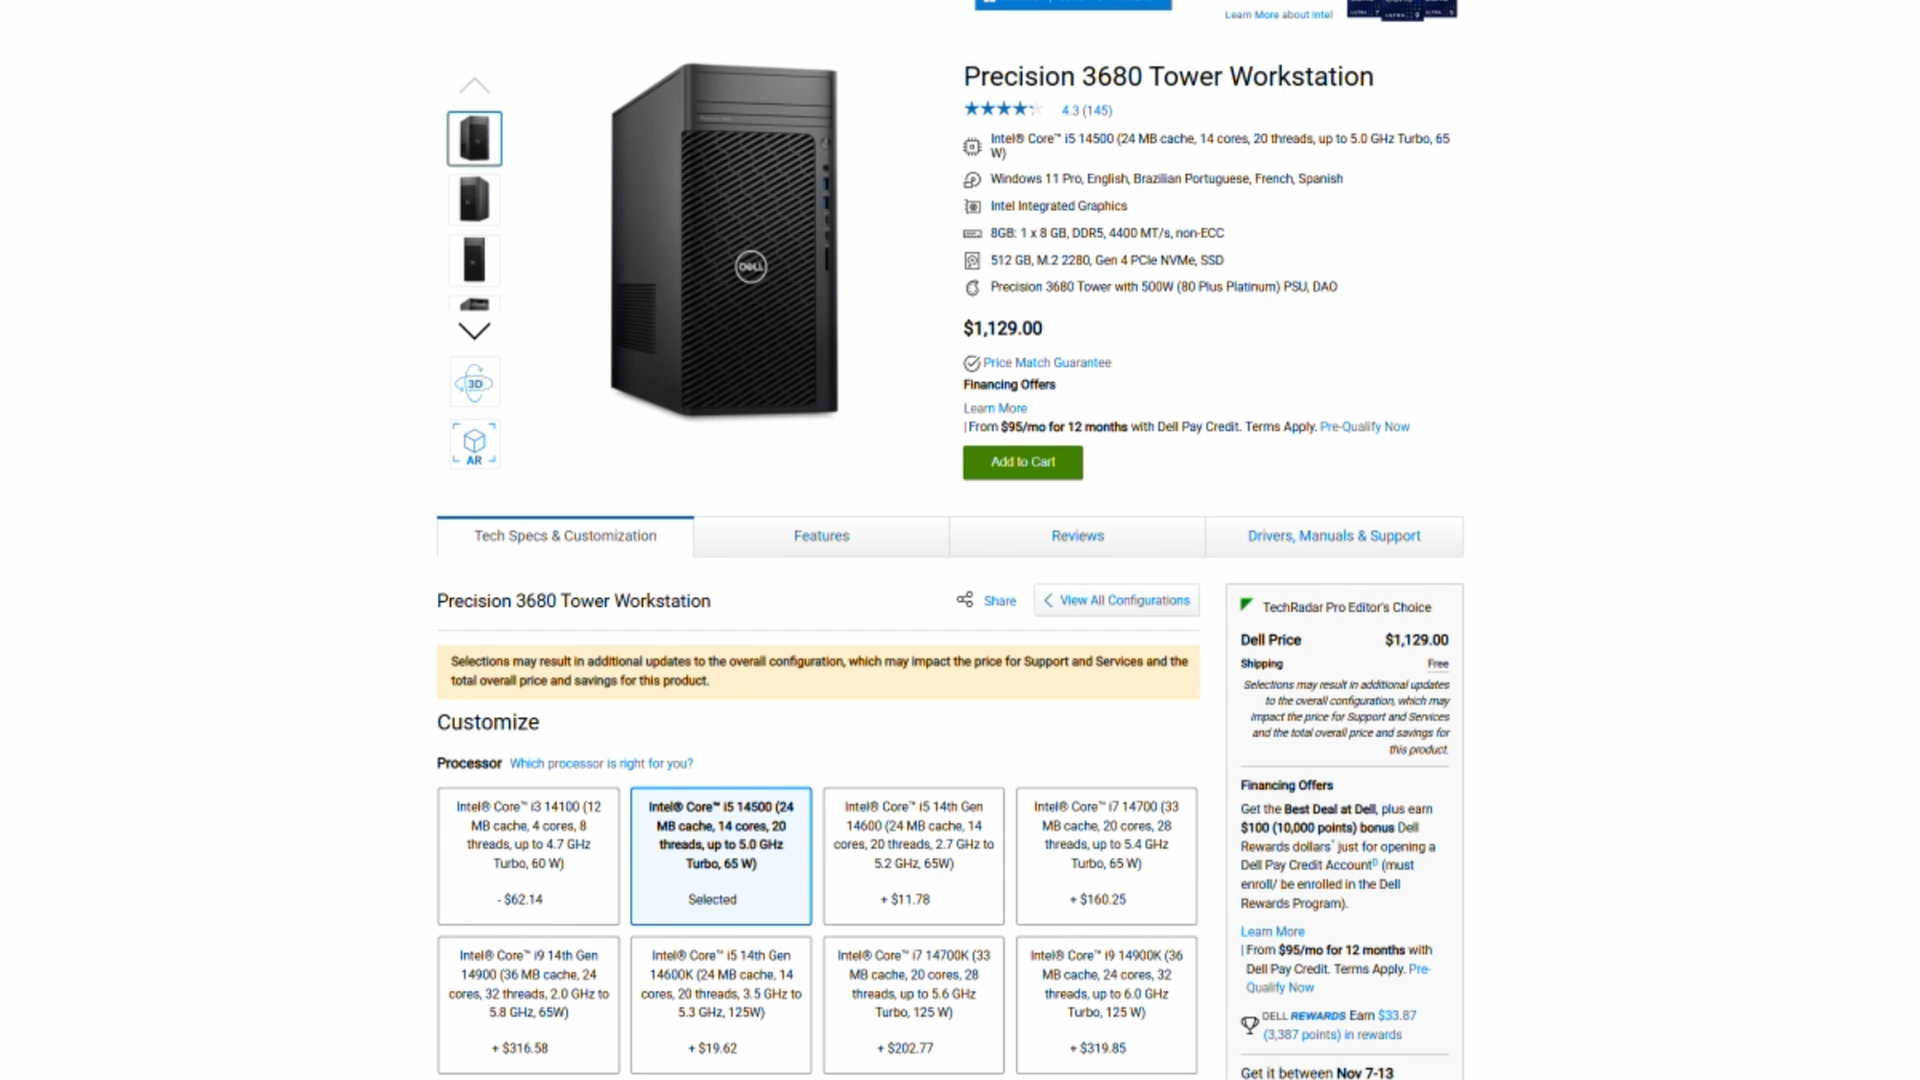 Learn More about Intel
Precision 3680 Tower Workstation
4.3 (145)
Intel® Core™ i5 14500 (24 MB cache, 14 cores, 20 threads, up to 5.0 GHz Turbo, 65
W)
Windows 11 Pro, English, Brazilian Portuguese, French, Spanish
Intel Integrated Graphics
8GB: 1 x 8 GB, DDR5, 4400 MT/s, non-ECC
512 GB, M.2 2280, Gen 4 PCIe NVMe, SSD
Precision 3680 Tower with 500W (80 Plus Platinum) PSU, DAO
$1,129.00
Price Match Guarantee
Financing Offers
Learn More
| From $95/mo for 12 months with Dell Pay Credit. Terms Apply. Pre-Qualify Now
Add to Cart
DELL
3D
AR
Tech Specs & Customization
Features
Reviews
Drivers, Manuals & Support
Precision 3680 Tower Workstation
Share
View All Configurations
Selections may result in additional updates to the overall configuration, which may impact the price for Support and Services and the
total overall price and savings for this product.
Customize
Processor Which processor is right for you?
Intel® Core™ i3 14100 (12
MB cache, 4 cores, 8
threads, up to 4.7 GHz
Turbo, 60 W)
- $62.14
Intel® Core™ i5 14500 (24
MB cache, 14 cores, 20
threads, up to 5.0 GHz
Turbo, 65 W)
Selected
Intel® Core™ i5 14th Gen
14600 (24 MB cache, 14
cores, 20 threads, 2.7 GHz to
5.2 GHz, 65W)
+ $11.78
Intel® Core™ i7 14700 (33
MB cache, 20 cores, 28
threads, up to 5.4 GHz
Turbo, 65 W)
+ $160.25
Intel® Core™ i9 14th Gen
14900 (36 MB cache, 24
cores, 32 threads, 2.0 GHz to
5.8 GHz, 65W)
+ $316.58
Intel® Core™ i5 14th Gen
14600K (24 MB cache, 14
cores, 20 threads, 3.5 GHz to
5.3 GHz, 125W)
+ $19.62
Intel® Core™ i7 14700K (33
MB cache, 20 cores, 28
threads, up to 5.6 GHz
Turbo, 125 W)
+ $202.77
Intel® Core™ i9 14900K (36
MB cache, 24 cores, 32
threads, up to 6.0 GHz
Turbo, 125 W)
+ $319.85
TechRadar Pro Editor's Choice
Dell Price $1,129.00
Shipping Free
Selections may result in additional updates
to the overall configuration, which may
impact the price for Support and Services
and the total overall price and savings for
this product.
Financing Offers
Get the Best Deal at Dell, plus earn
$100 (10,000 points) bonus Dell
Rewards dollars* just for opening a
Dell Pay Credit Account (must
enroll/ be enrolled in the Dell
Rewards Program).
Learn More
| From $95/mo for 12 months with
Dell Pay Credit. Terms Apply. Pre-
Qualify Now
DELL REWARDS Earn $33.87
(3,387 points) in rewards
Get it between Nov 7-13